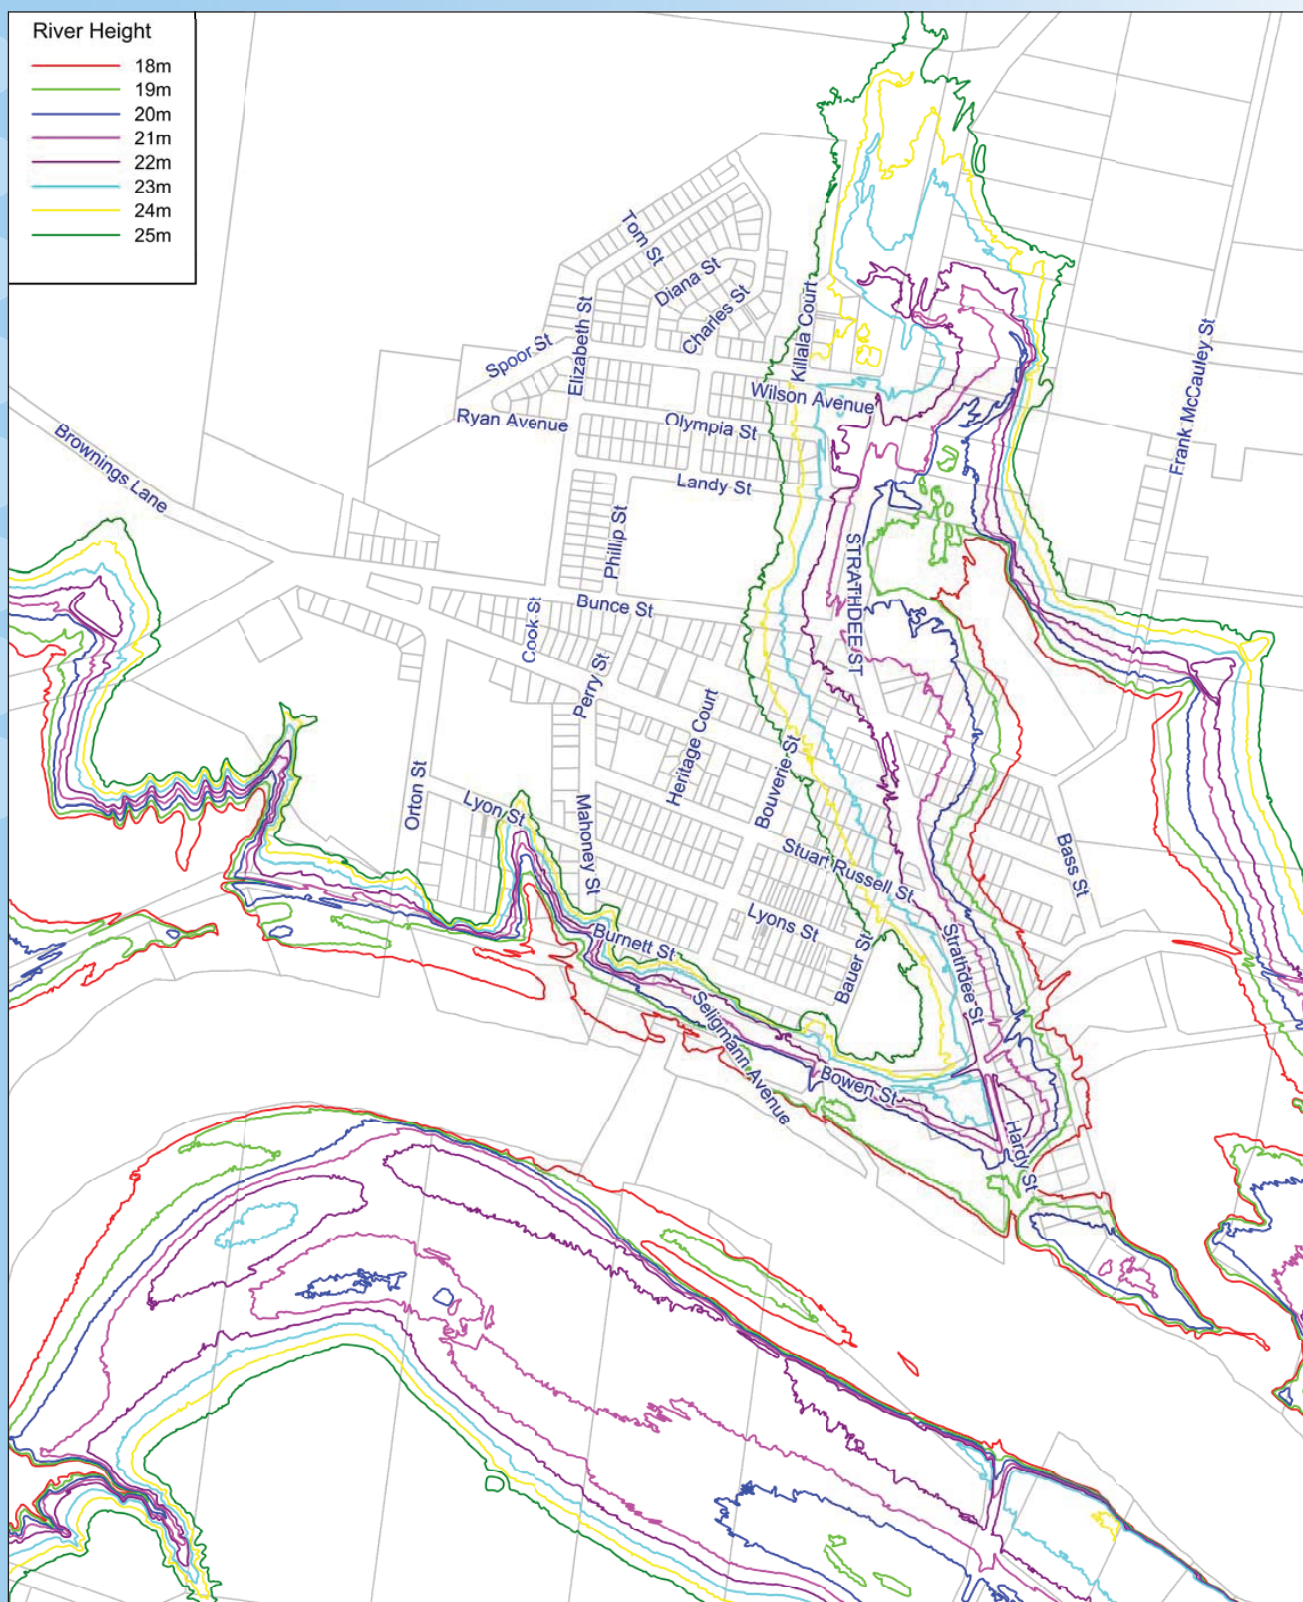 River Height
18m
19m
20m
21m
22m
23m
24m
25m
Tom St
Diana St
Charles St
Killala Court
Elizabeth St
Spoor St
Frank McCauley St
Wilson Avenue
Ryan Avenue
Olympia St
Brownings Lane
Landy St
Phillip St
STRATHDEE ST
Bunce St
Cook St
Perry St
Heritage Court
Bouverie St
Orton St
Lyon St
Mahoney St
Stuart Russell St
Bass St
Lyons St
Burnett St
Bauer St
Strathdee St
Seligmann Avenue
Bowen St
Hardy St